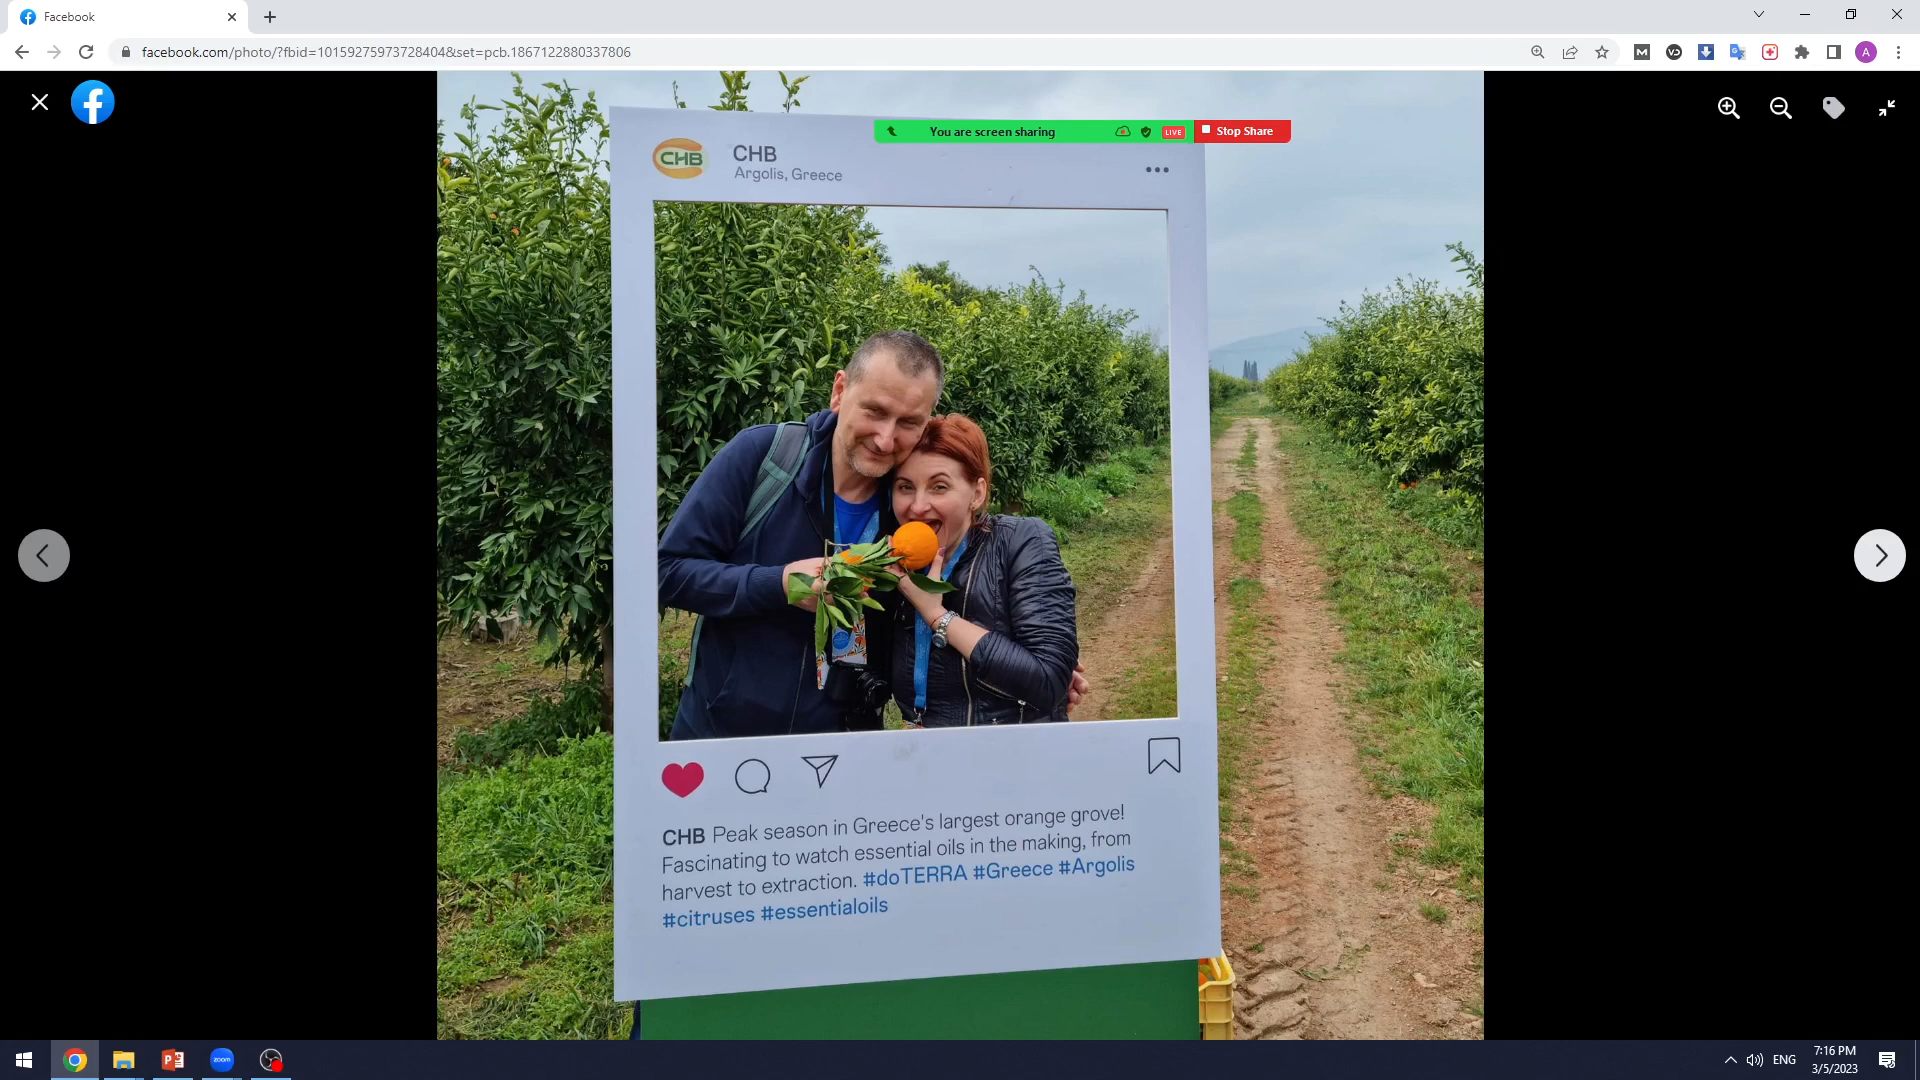 Facebook
facebook.com/photo/?fbid=10159275973728404&set=pcb.1867122880337806
A
You are screen sharing
LIVE
Stop Share
CHB
CHB
Argolis, Greece
CHB Peak season in Greece's largest orange grove!
Fascinating to watch essential oils in the making, from
harvest to extraction. #doTERRA #Greece #Argolis
#citruses #essentialoils
zoom
ENG
7:16 PM
3/5/2023